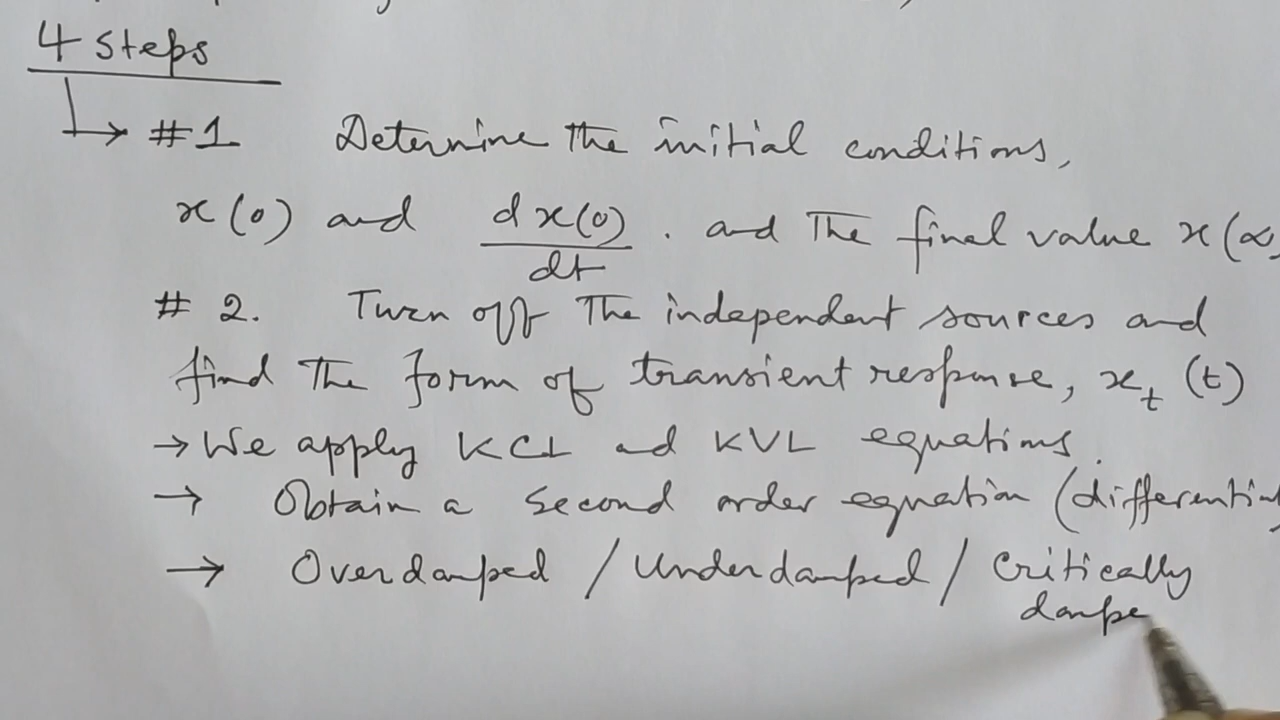 4 steps
→ #1 Determine the initial conditions,
x(0) and dx(0)/dt . and the final value x(∞
# 2. Turn off the independent sources and
find the form of transient response, xₜ (t)
→ We apply KCL and KVL equations.
→ Obtain a second order equation (differential
→ Overdamped / Underdamped / Critically
dampe